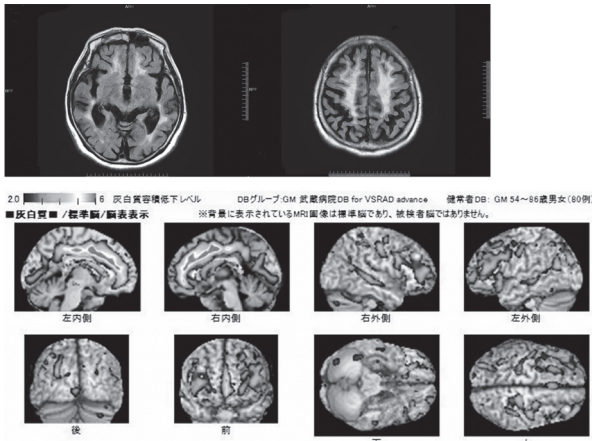 2.0 6 灰白質容積低下レベル DBグループ:GM 武蔵病院DB for VSRAD advance 健常者DB: GM 54～86歳男女(80例)
■灰白質■ /標準脳/脳表表示 ※背景に表示されているMRI画像は標準脳であり、被検者脳ではありません。
左内側 右内側 右外側 左外側
後 前